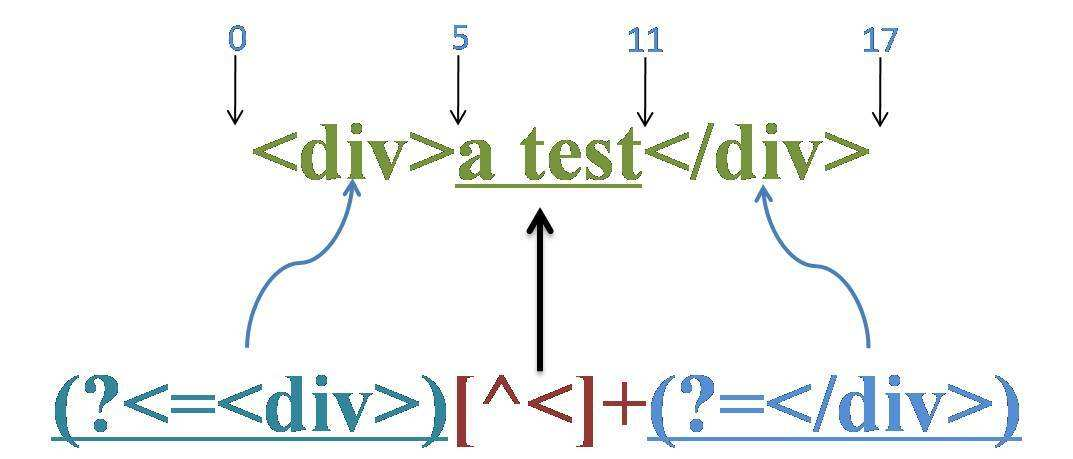 0 5 11 17
<div>a test</div>
(?<=<div>)[^<]+(?=</div>)